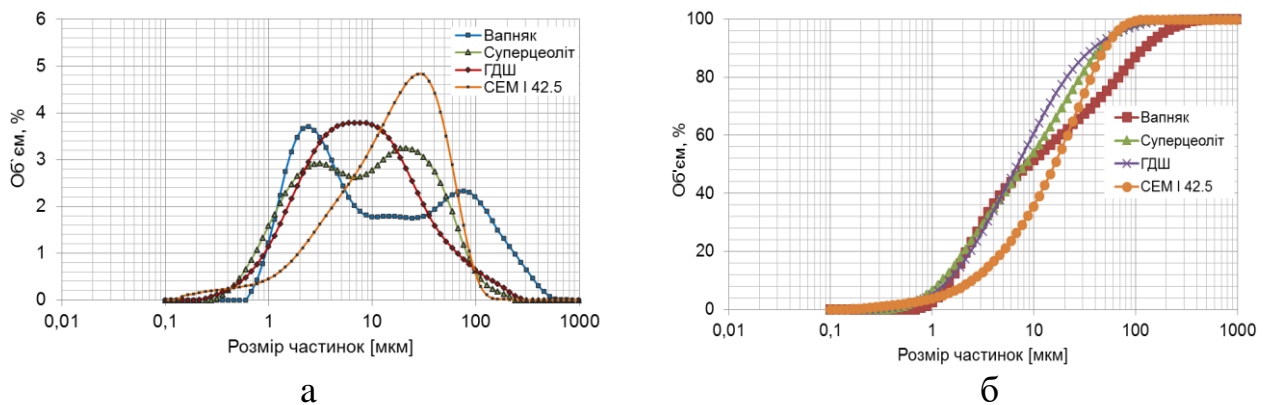 6
5
4
3
2
1
0
Об`єм, %
Вапняк
Суперцеоліт
ГДШ
CEM I 42.5
0,01 0,1 1 10 100 1000
Розмір частинок [мкм]
а
100
80
60
40
20
0
Об'єм, %
Вапняк
Суперцеоліт
ГДШ
CEM I 42.5
0,01 0,1 1 10 100 1000
Розмір частинок [мкм]
б